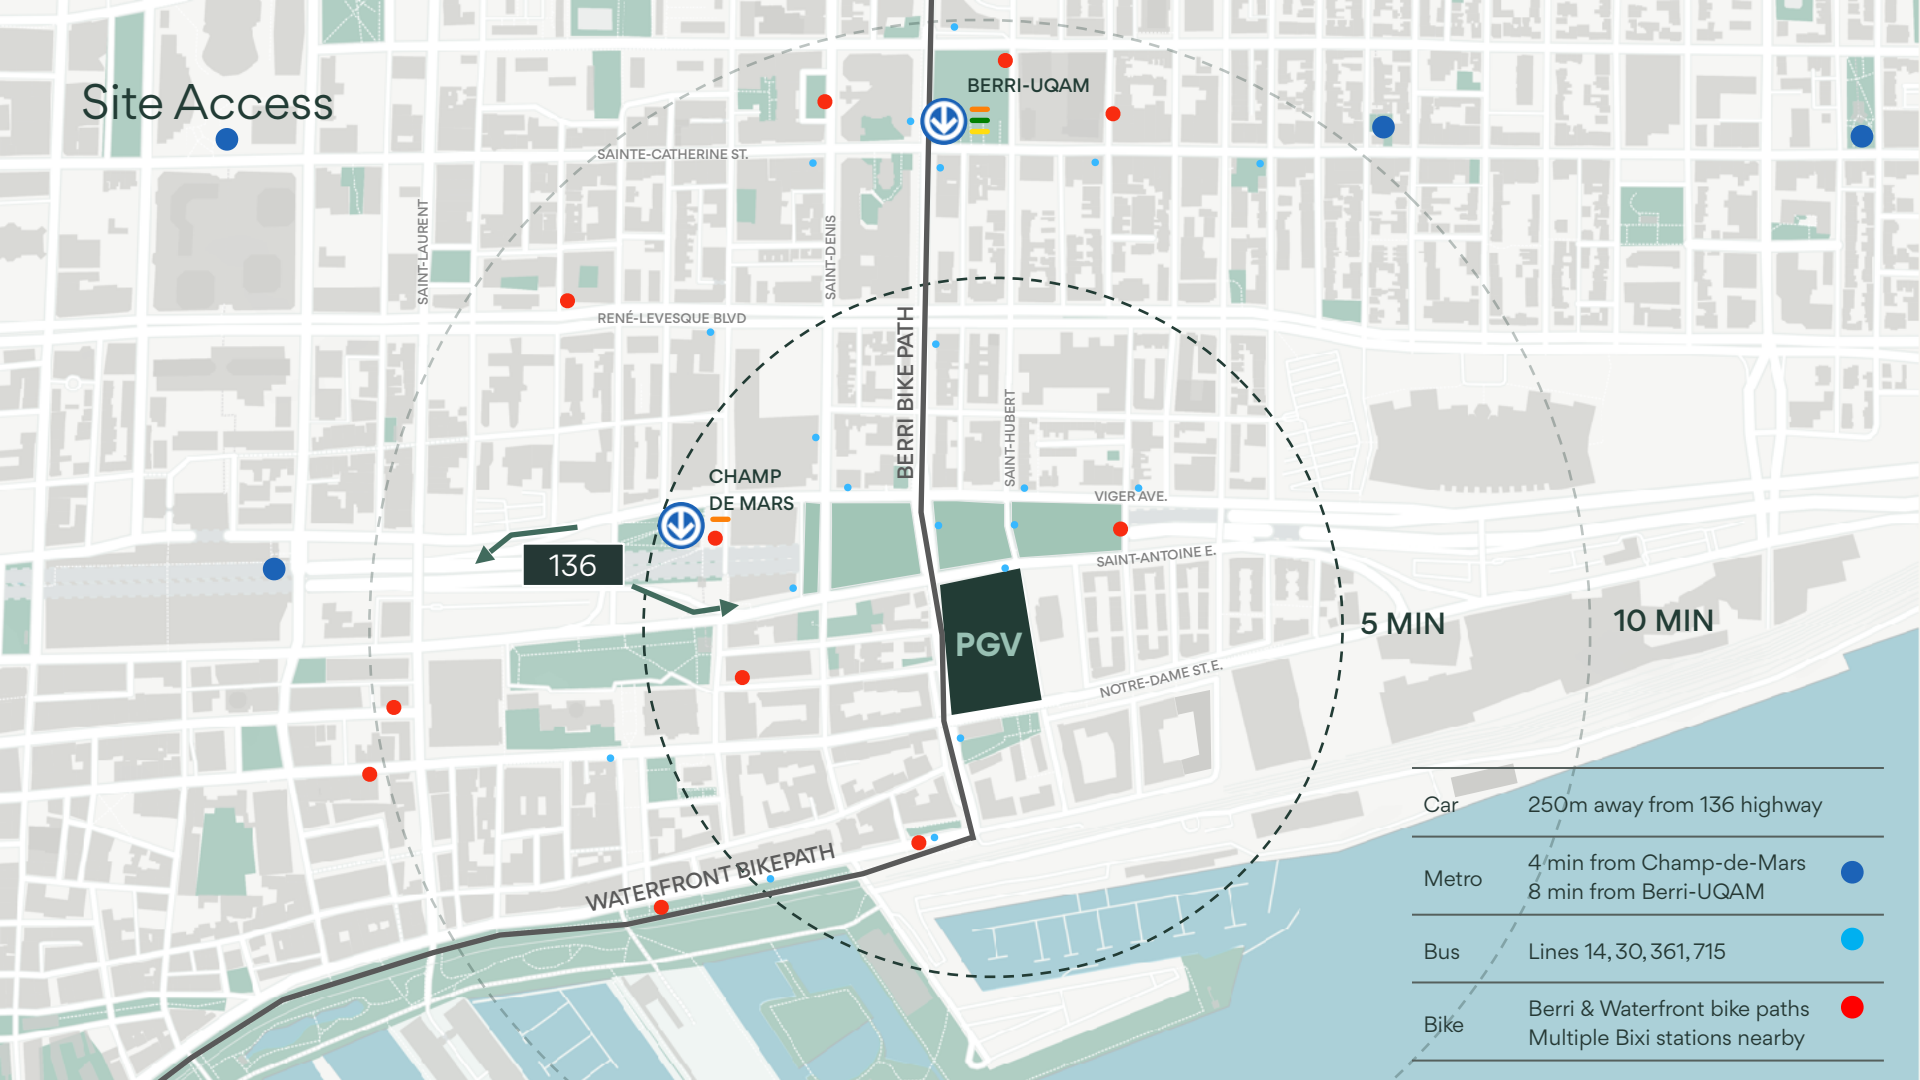 Site Access
BERRI-UQAM
SAINTE-CATHERINE ST.
SAINT-LAURENT
SAINT-DENIS
RENÉ-LEVESQUE BLVD
BERRI BIKE PATH
SAINT-HUBERT
CHAMP
DE MARS
VIGER AVE.
136
SAINT-ANTOINE E.
PGV
5 MIN
10 MIN
NOTRE-DAME ST. E.
WATERFRONT BIKEPATH
Car 250m away from 136 highway
Metro 4 min from Champ-de-Mars
8 min from Berri-UQAM
Bus Lines 14, 30, 361, 715
Bike Berri & Waterfront bike paths
Multiple Bixi stations nearby